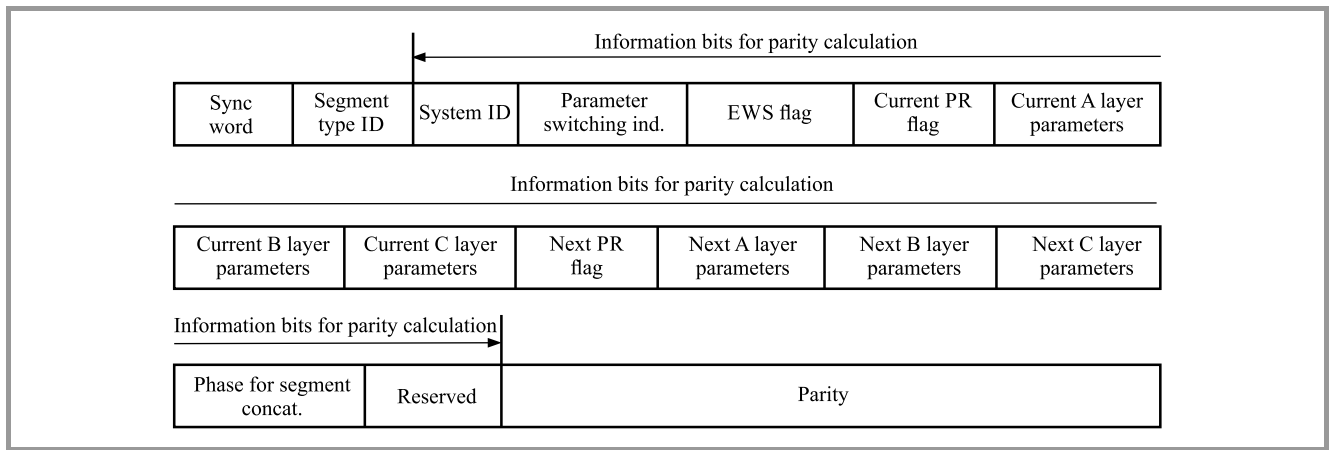 Information bits for parity calculation
Sync word
Segment type ID
System ID
Parameter switching ind.
EWS flag
Current PR flag
Current A layer parameters
Information bits for parity calculation
Current B layer parameters
Current C layer parameters
Next PR flag
Next A layer parameters
Next B layer parameters
Next C layer parameters
Information bits for parity calculation
Phase for segment concat.
Reserved
Parity